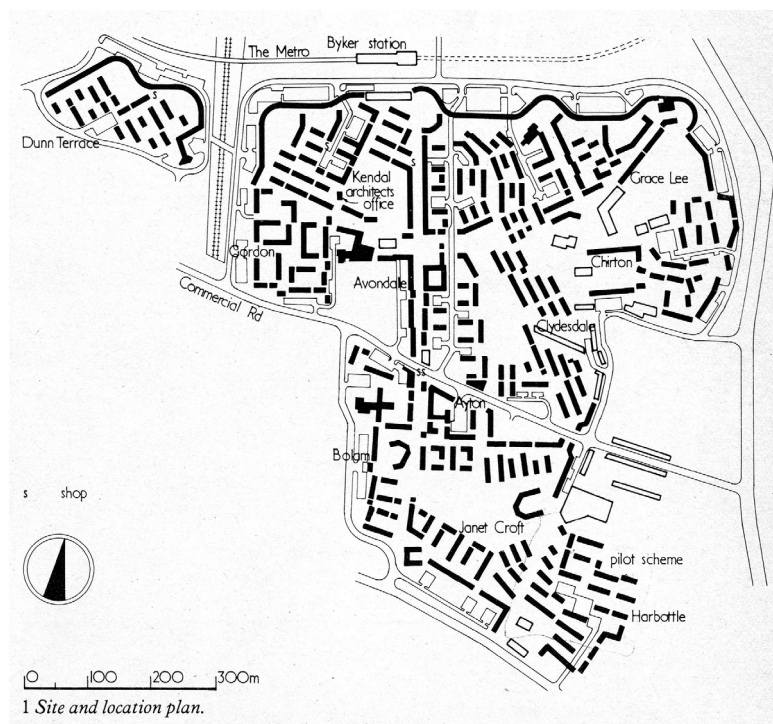 Byker station
The Metro
s
Dunn Terrace
s
s
Kendal
architects
office
Grace Lee
Gordon
Chirton
Avondale
Commercial Rd
Clydesdale
ss
Ayton
Bolam
s shop
Janet Croft
pilot scheme
Harbottle
0 100 200 300m
1 Site and location plan.